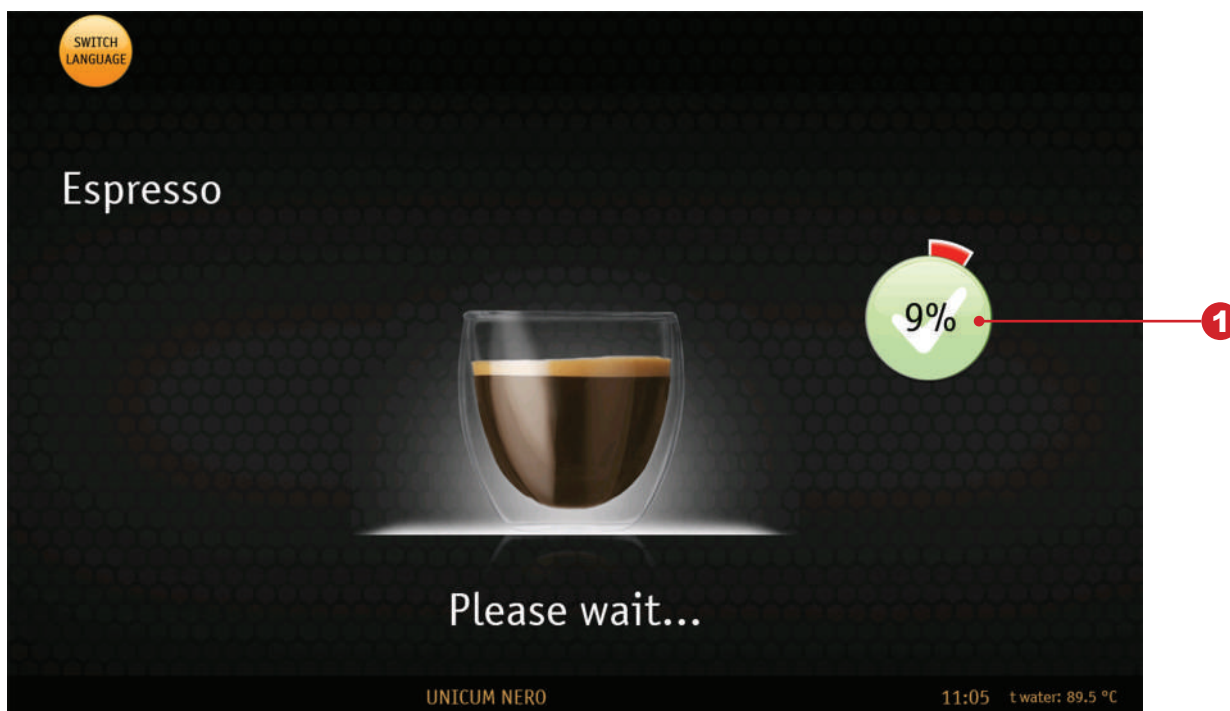 SWITCH
LANGUAGE
Espresso
9%
1
Please wait...
UNICUM NERO 11:05 t water: 89.5 °C